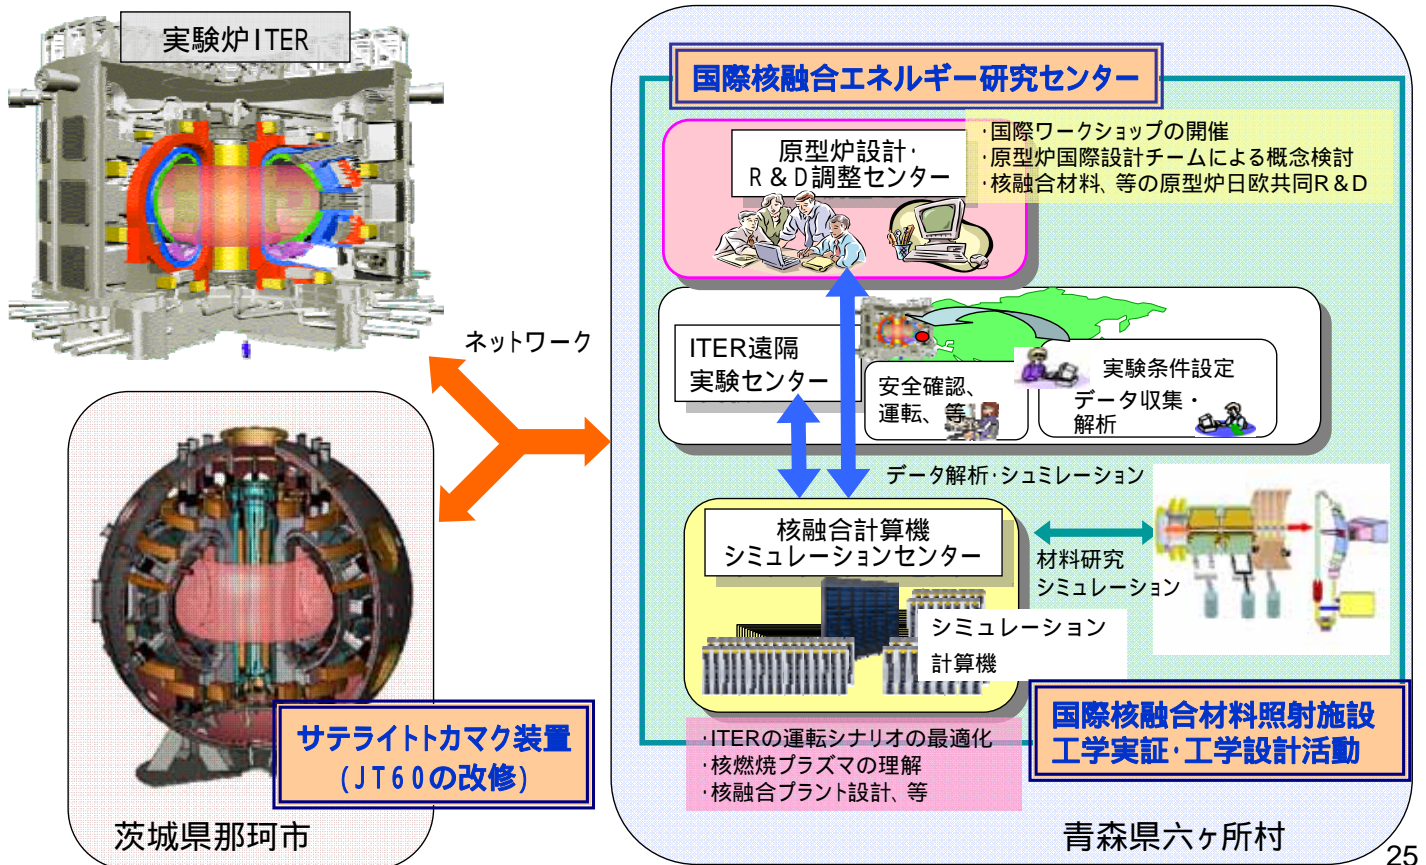 実験炉ITER
国際核融合エネルギー研究センター
原型炉設計・
R&D調整センター
・国際ワークショップの開催
・原型炉国際設計チームによる概念検討
・核融合材料、等の原型炉日欧共同R&D
ネットワーク
ITER遠隔
実験センター
安全確認、
運転、等
実験条件設定
データ収集・
解析
データ解析・シュミレーション
核融合計算機
シミュレーションセンター
材料研究
シミュレーション
シミュレーション
計算機
サテライトトカマク装置
(JT60の改修)
・ITERの運転シナリオの最適化
・核燃焼プラズマの理解
・核融合プラント設計、等
国際核融合材料照射施設
工学実証・工学設計活動
茨城県那珂市
青森県六ヶ所村
25